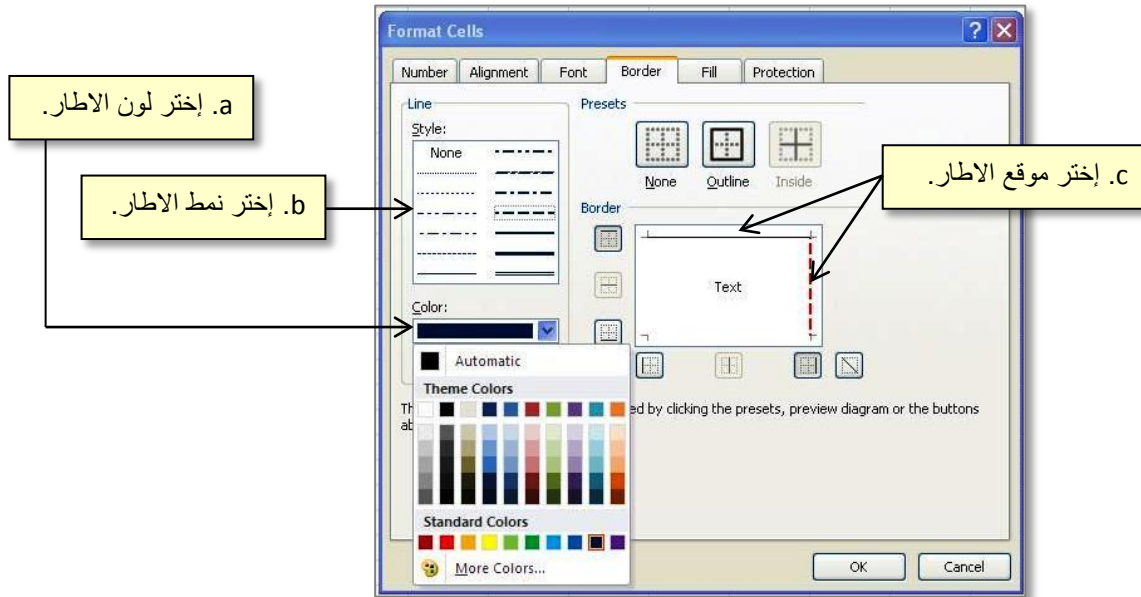 Format Cells
Number Alignment Font Border Fill Protection
a. إختر لون الاطار.
Line
Style:
None
b. إختر نمط الاطار.
Color:
Automatic
Theme Colors
Standard Colors
More Colors...
Presets
None Outline Inside
Border
Text
c. إختر موقع الاطار.
ed by clicking the presets, preview diagram or the buttons
OK Cancel